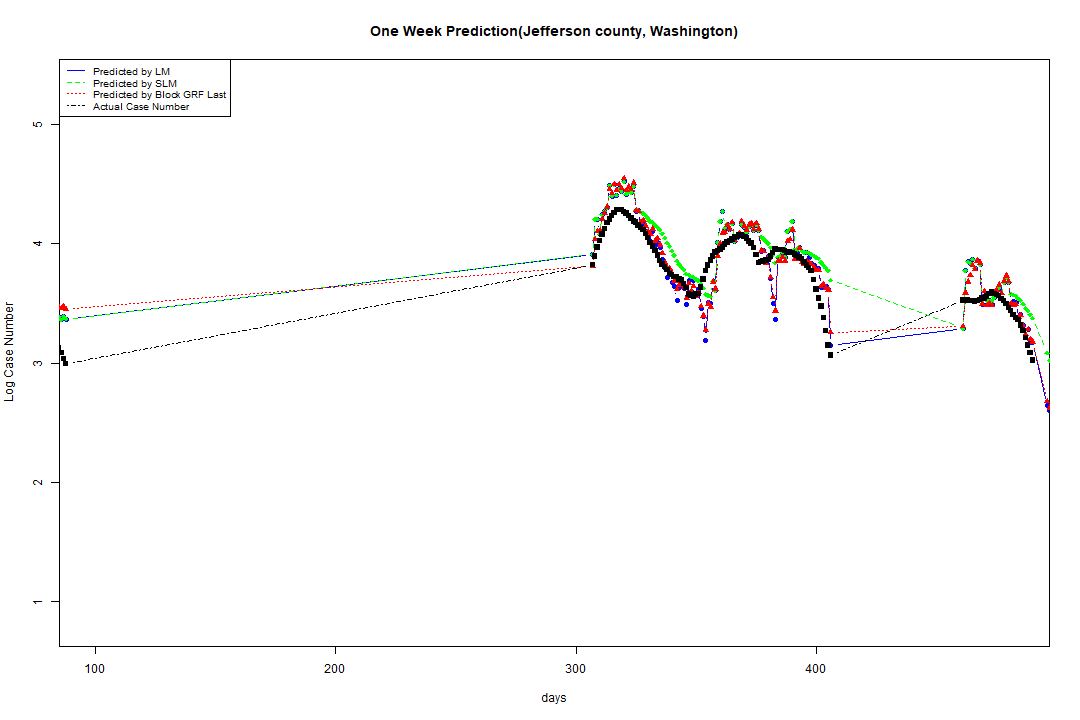 One Week Prediction(Jefferson county, Washington)
Predicted by LM
Predicted by SLM
Predicted by Block GRF Last
Actual Case Number
5
4
3
2
1
Log Case Number
100 200 300 400
days